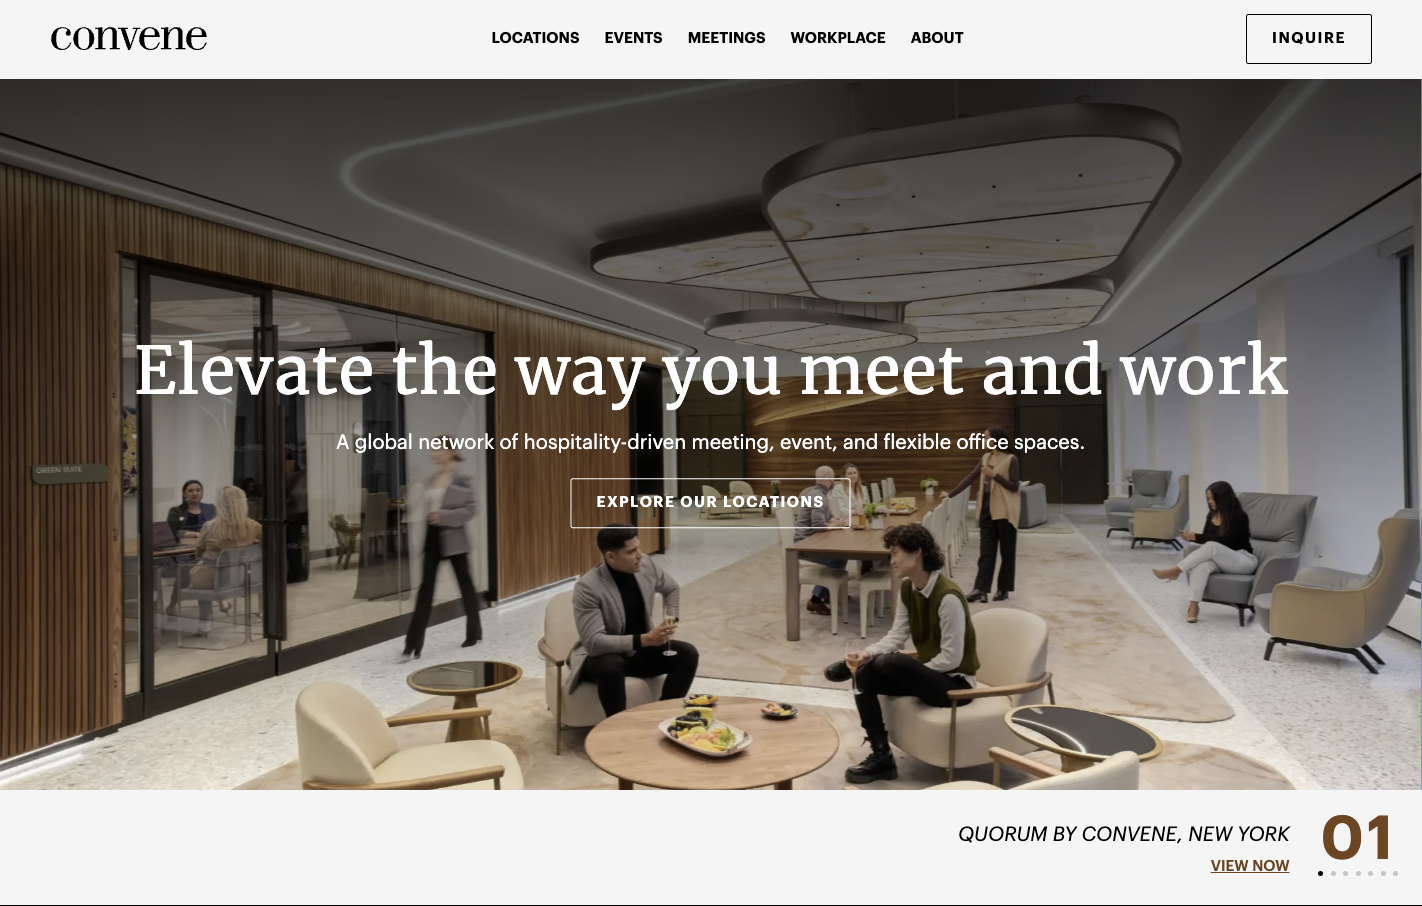 convene
LOCATIONS EVENTS MEETINGS WORKPLACE ABOUT
INQUIRE
Elevate the way you meet and work
A global network of hospitality-driven meeting, event, and flexible office spaces.
EXPLORE OUR LOCATIONS
GREEN SUITE
QUORUM BY CONVENE, NEW YORK
01
VIEW NOW